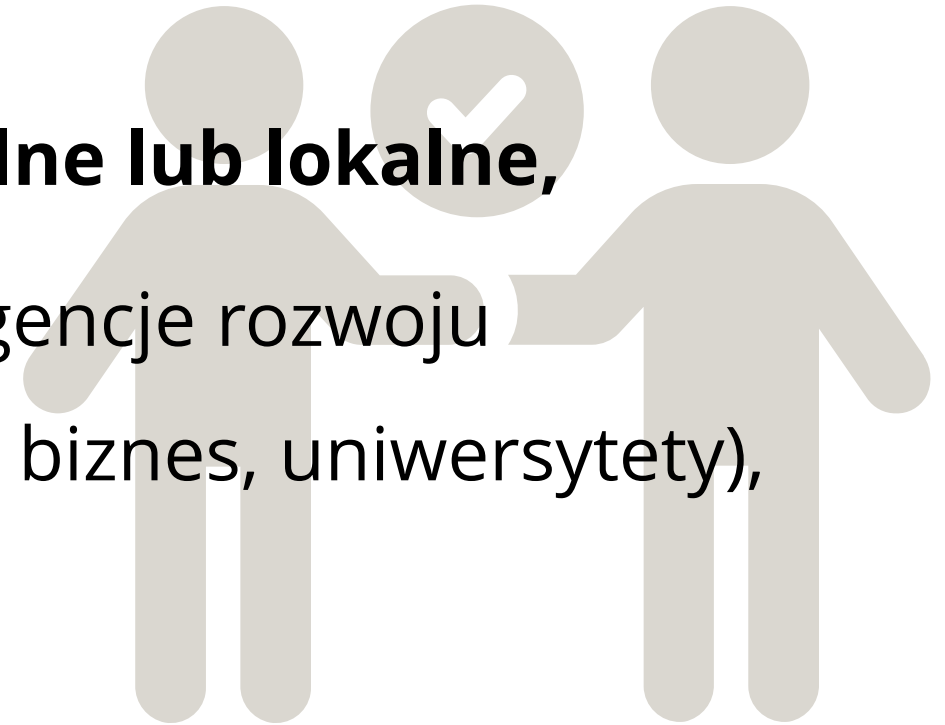 lne lub lokalne,
gencje rozwoju
biznes, uniwersytety),